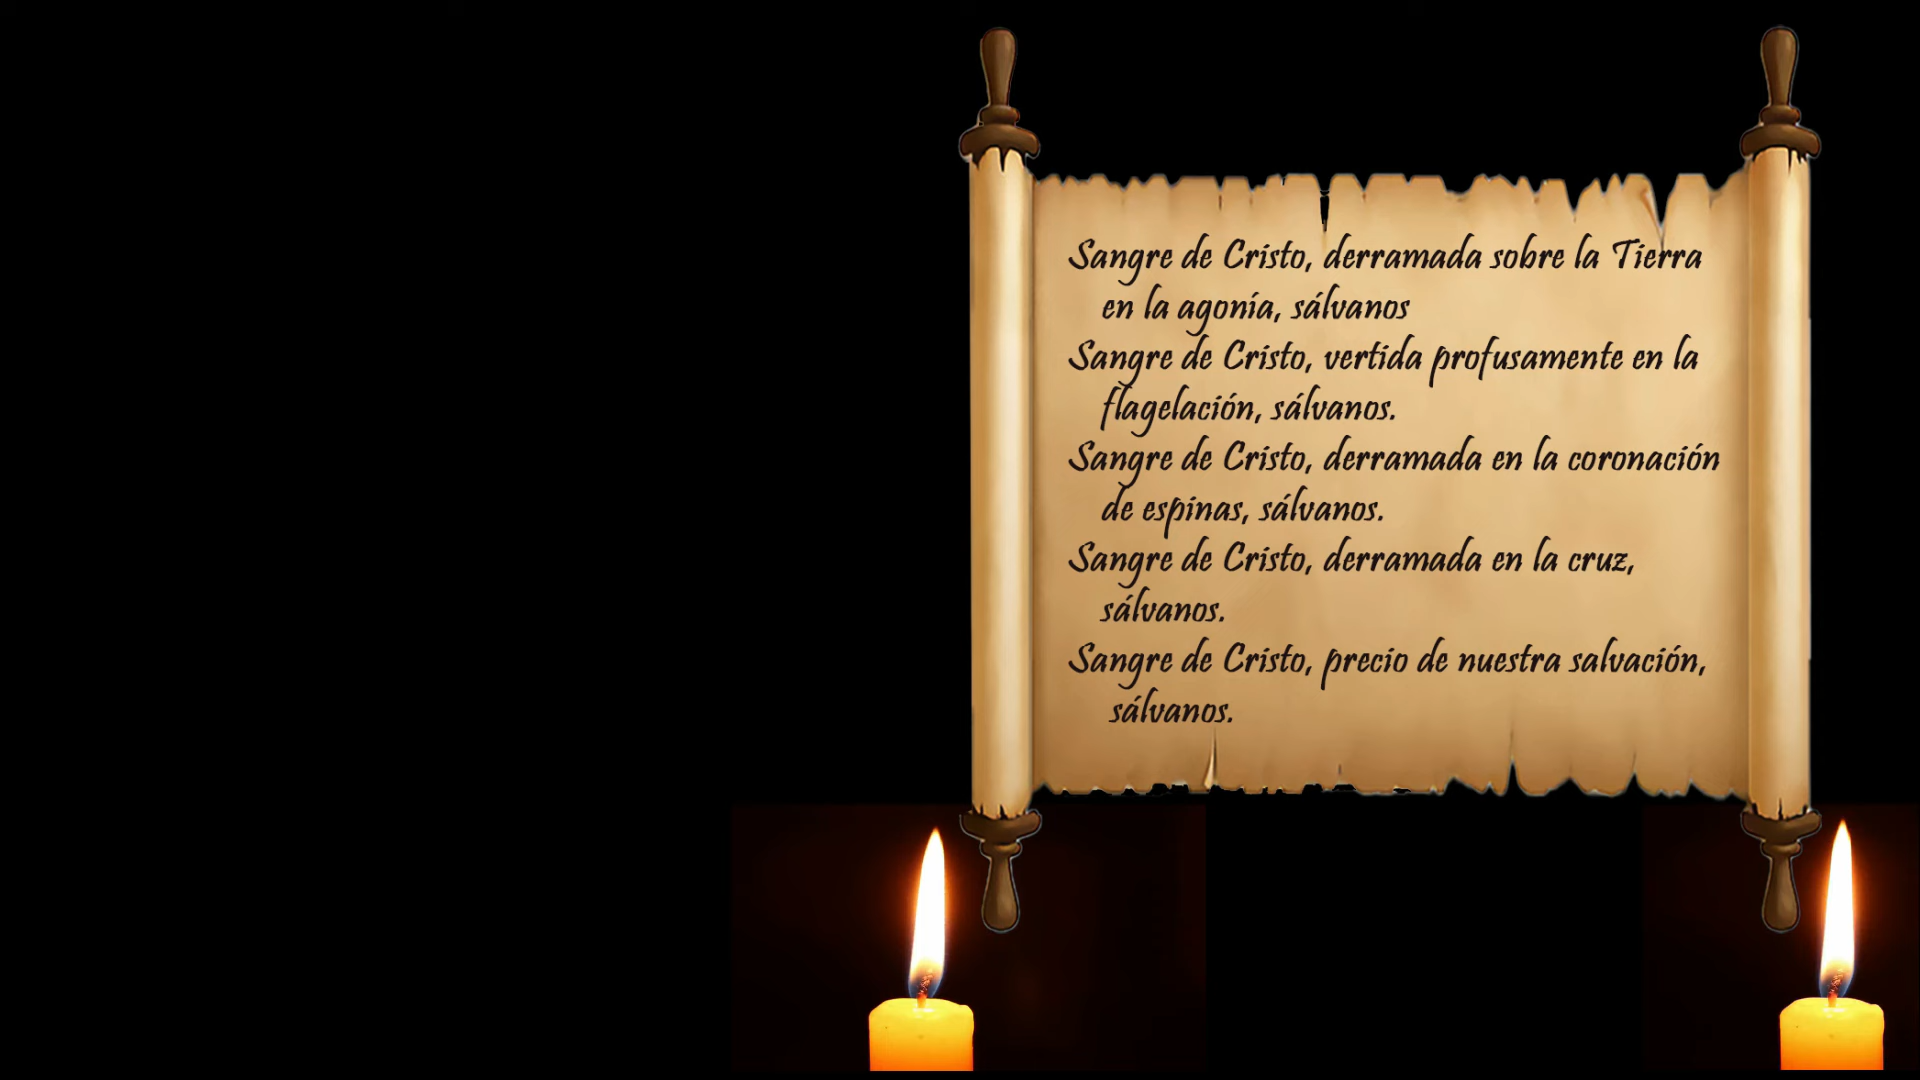 Sangre de Cristo, derramada sobre la Tierra
en la agonía, sálvanos
Sangre de Cristo, vertida profusamente en la
flagelación, sálvanos.
Sangre de Cristo, derramada en la coronación
de espinas, sálvanos.
Sangre de Cristo, derramada en la cruz,
sálvanos.
Sangre de Cristo, precio de nuestra salvación,
sálvanos.